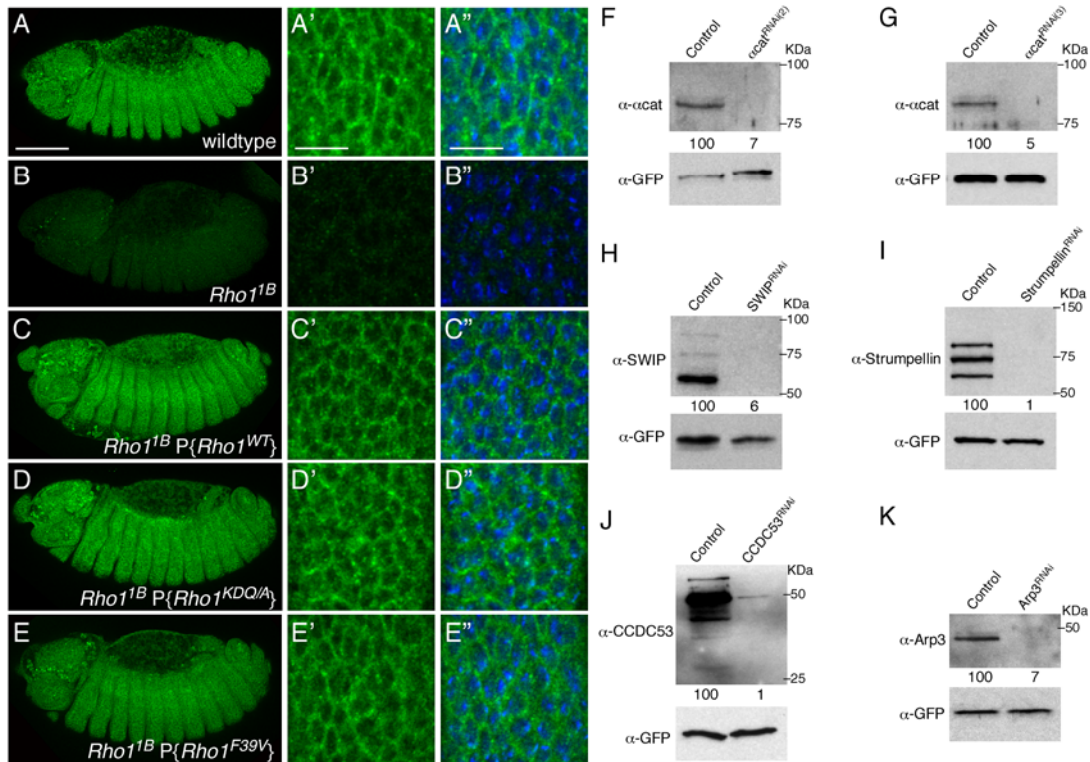 A
A'
A"
wildtype
B
B'
B"
Rho1 1B
C
C'
C"
Rho1 1B P{Rho1 WT}
D
D'
D"
Rho1 1B P{Rho1 KDQ/A}
E
E'
E"
Rho1 1B P{Rho1 F39V}
F
Control
αcat RNAi(2)
KDa
-100
α-αcat
-75
100 7
α-GFP
G
Control
αcat RNAi(3)
KDa
-100
α-αcat
-75
100 5
α-GFP
H
Control
SWIP RNAi
KDa
-100
α-SWIP
-75
-50
100 6
α-GFP
I
Control
Strumpellin RNAi
KDa
-150
α-Strumpellin
-75
-50
100 1
α-GFP
J
Control
CCDC53 RNAi
KDa
-50
α-CCDC53
-25
100 1
α-GFP
K
Control
Arp3 RNAi
KDa
-50
α-Arp3
100 7
α-GFP